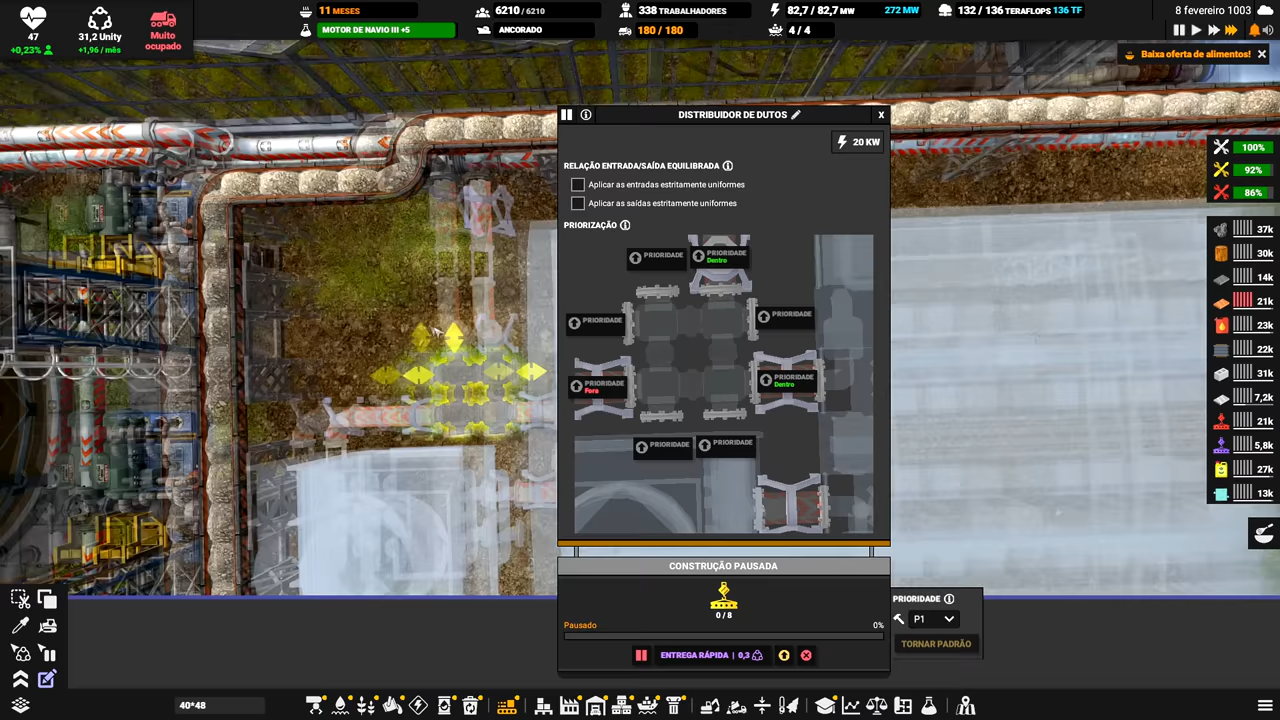 11 MESES
6210 / 6210
338 TRABALHADORES
82,7 / 82,7 MW
272 MW
132 / 136 TERAFLOPS 136 TF
8 fevereiro 1003
47
31,2 Unity
Muito ocupado
MOTOR DE NAVIO III +5
ANCORADO
180 / 180
4 / 4
+0,23%
+1,96 / mês
Baixa oferta de alimentos!
DISTRIBUIDOR DE DUTOS
X
20 KW
RELAÇÃO ENTRADA/SAÍDA EQUILIBRADA
Aplicar as entradas estritamente uniformes
Aplicar as saídas estritamente uniformes
PRIORIZAÇÃO
PRIORIDADE
PRIORIDADE
Dentro
PRIORIDADE
PRIORIDADE
PRIORIDADE
Fora
PRIORIDADE
Dentro
PRIORIDADE
PRIORIDADE
100%
92%
86%
37k
30k
14k
21k
23k
22k
31k
7,2k
21k
5,8k
27k
13k
CONSTRUÇÃO PAUSADA
0 / 8
Pausado
0%
ENTREGA RÁPIDA | 0,3
PRIORIDADE
P1
TORNAR PADRÃO
40*48